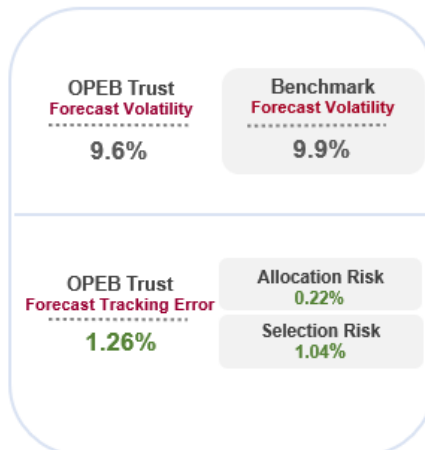 OPEB Trust
Forecast Volatility
9.6%
Benchmark
Forecast Volatility
9.9%
OPEB Trust
Forecast Tracking Error
1.26%
Allocation Risk
0.22%
Selection Risk
1.04%